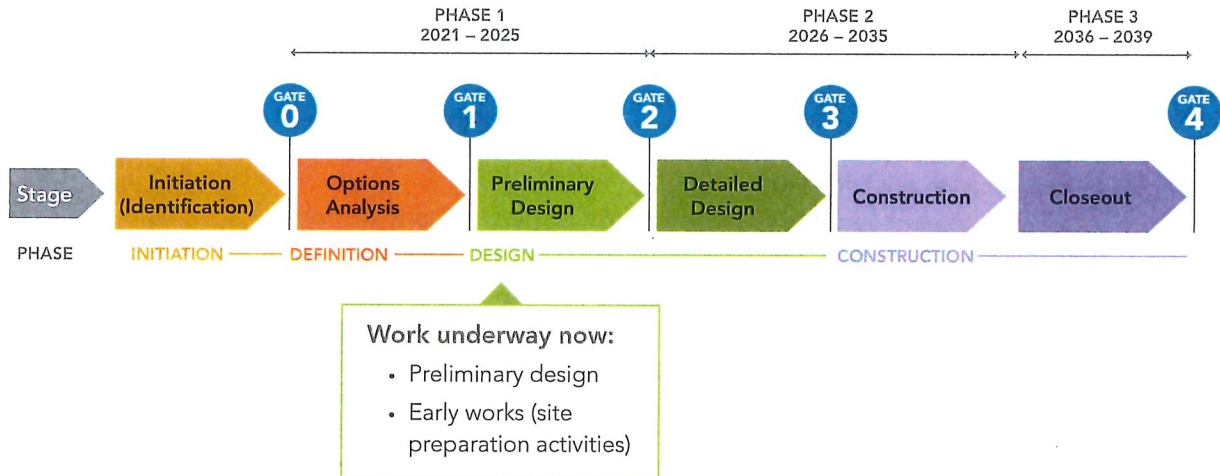 PHASE 1
2021 – 2025
PHASE 2
2026 – 2035
PHASE 3
2036 – 2039
GATE
0
GATE
1
GATE
2
GATE
3
GATE
4
Stage
Initiation
(Identification)
Options
Analysis
Preliminary
Design
Detailed
Design
Construction
Closeout
PHASE
INITIATION
DEFINITION
DESIGN
CONSTRUCTION
Work underway now:
• Preliminary design
• Early works (site
preparation activities)